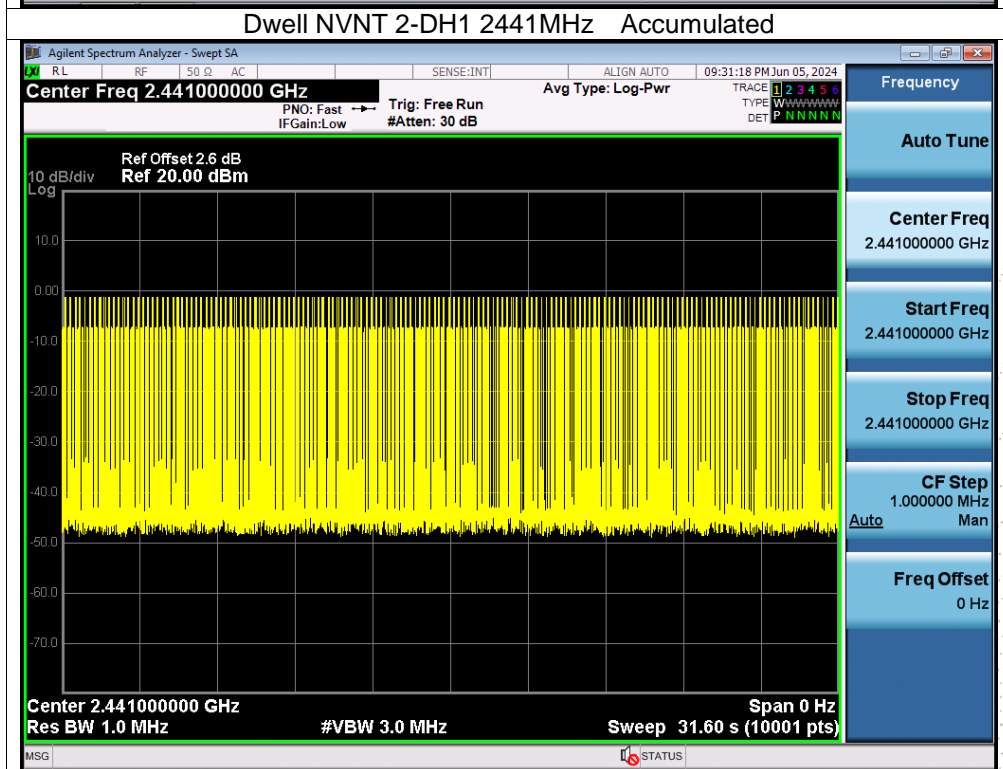 Dwell NVNT 2-DH1 2441MHz Accumulated
Agilent Spectrum Analyzer - Swept SA
LXI RL RF 50 Ω AC SENSE:INT ALIGN AUTO 09:31:18 PM Jun 05, 2024
Center Freq 2.441000000 GHz
PNO: Fast
IFGain:Low
Trig: Free Run
#Atten: 30 dB
Avg Type: Log-Pwr
TRACE 1 2 3 4 5 6
TYPE WWWWWWW
DET P N N N N N
Ref Offset 2.6 dB
10 dB/div Ref 20.00 dBm
Log
10.0
0.00
-10.0
-20.0
-30.0
-40.0
-50.0
-60.0
-70.0
Center 2.441000000 GHz Span 0 Hz
Res BW 1.0 MHz #VBW 3.0 MHz Sweep 31.60 s (10001 pts)
MSG STATUS
Frequency
Auto Tune
Center Freq
2.441000000 GHz
Start Freq
2.441000000 GHz
Stop Freq
2.441000000 GHz
CF Step
1.000000 MHz
Auto Man
Freq Offset
0 Hz